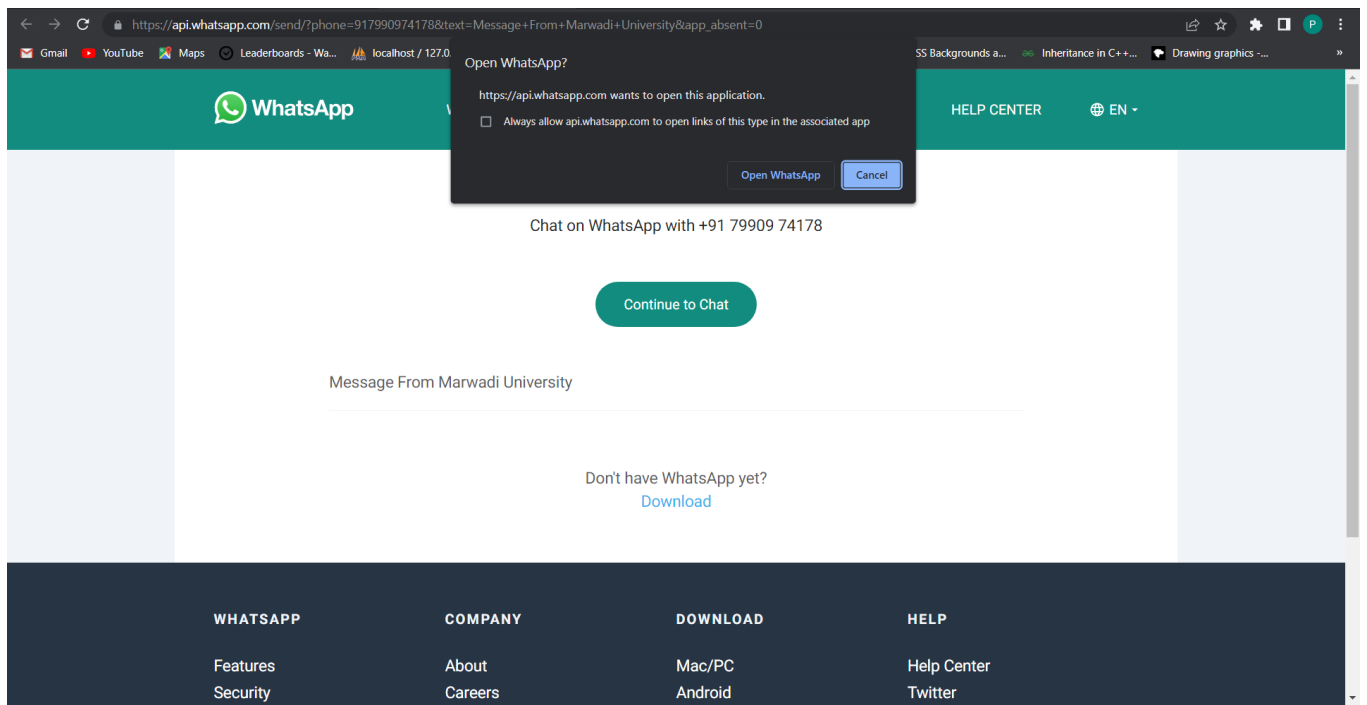 https://api.whatsapp.com/send/?phone=917990974178&text=Message+From+Marwadi+University&app_absent=0
P
Gmail YouTube Maps Leaderboards - Wa... localhost / 127.0. SS Backgrounds a... Inheritance in C++... Drawing graphics -... »
Open WhatsApp?
https://api.whatsapp.com wants to open this application.
Always allow api.whatsapp.com to open links of this type in the associated app
Open WhatsApp Cancel
WhatsApp HELP CENTER EN
Chat on WhatsApp with +91 79909 74178
Continue to Chat
Message From Marwadi University
Don't have WhatsApp yet?
Download
WHATSAPP COMPANY DOWNLOAD HELP
Features About Mac/PC Help Center
Security Careers Android Twitter